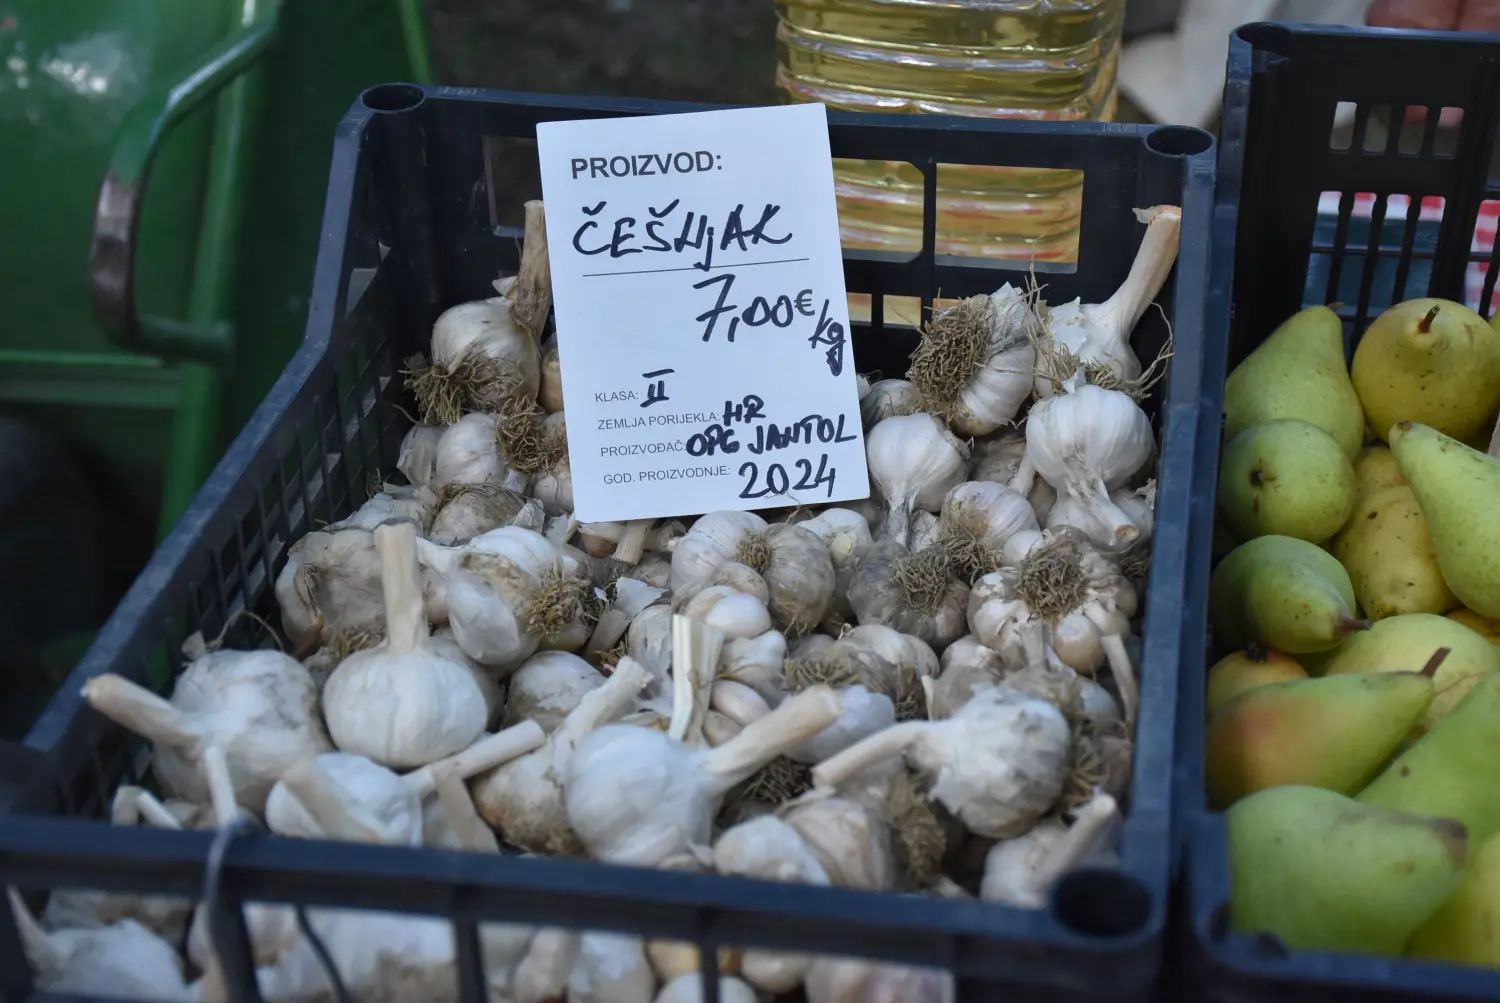 PROIZVOD:
ČEŠNjAK
7,00€/kg
KLASA: II
ZEMLJA PORIJEKLA: HR
PROIZVOĐAČ: OPG JANTOL
GOD. PROIZVODNJE: 2024